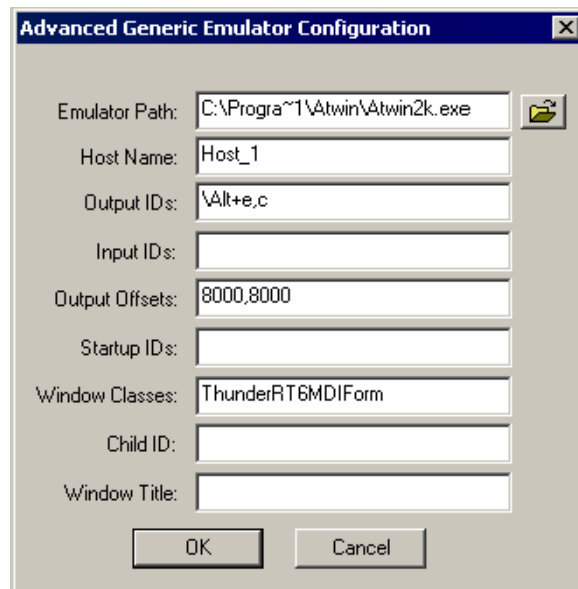 Advanced Generic Emulator Configuration
Emulator Path: C:\Progra~1\Atwin\Atwin2k.exe
Host Name: Host_1
Output IDs: \Alt+e,c
Input IDs:
Output Offsets: 8000,8000
Startup IDs:
Window Classes: ThunderRT6MDIForm
Child ID:
Window Title:
OK Cancel